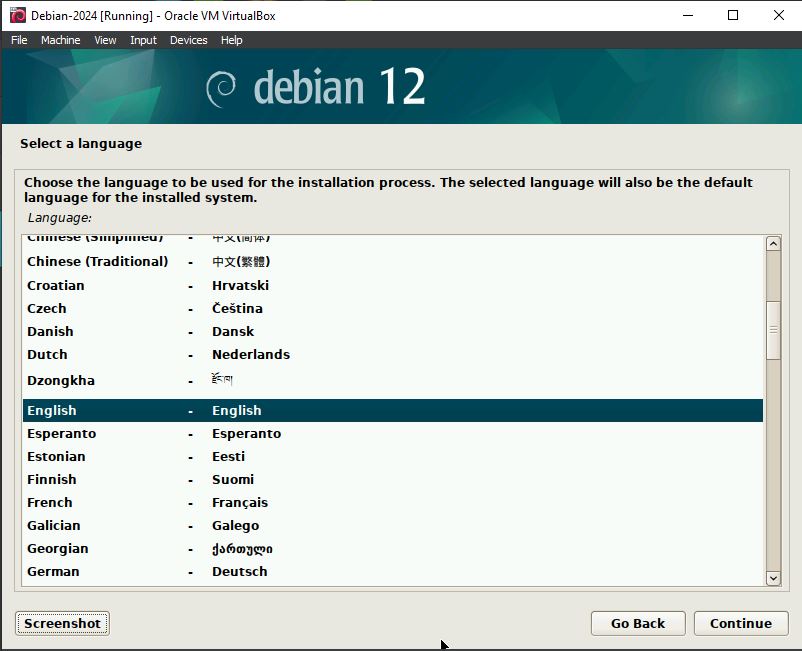 Debian-2024 [Running] - Oracle VM VirtualBox
File Machine View Input Devices Help
debian 12
Select a language
Choose the language to be used for the installation process. The selected language will also be the default
language for the installed system.
Language:
Chinese (Simplified) - 中文(简体)
Chinese (Traditional) - 中文(繁體)
Croatian - Hrvatski
Czech - Čeština
Danish - Dansk
Dutch - Nederlands
Dzongkha - རྫོང་ཁ།
English - English
Esperanto - Esperanto
Estonian - Eesti
Finnish - Suomi
French - Français
Galician - Galego
Georgian - ქართული
German - Deutsch
Screenshot Go Back Continue